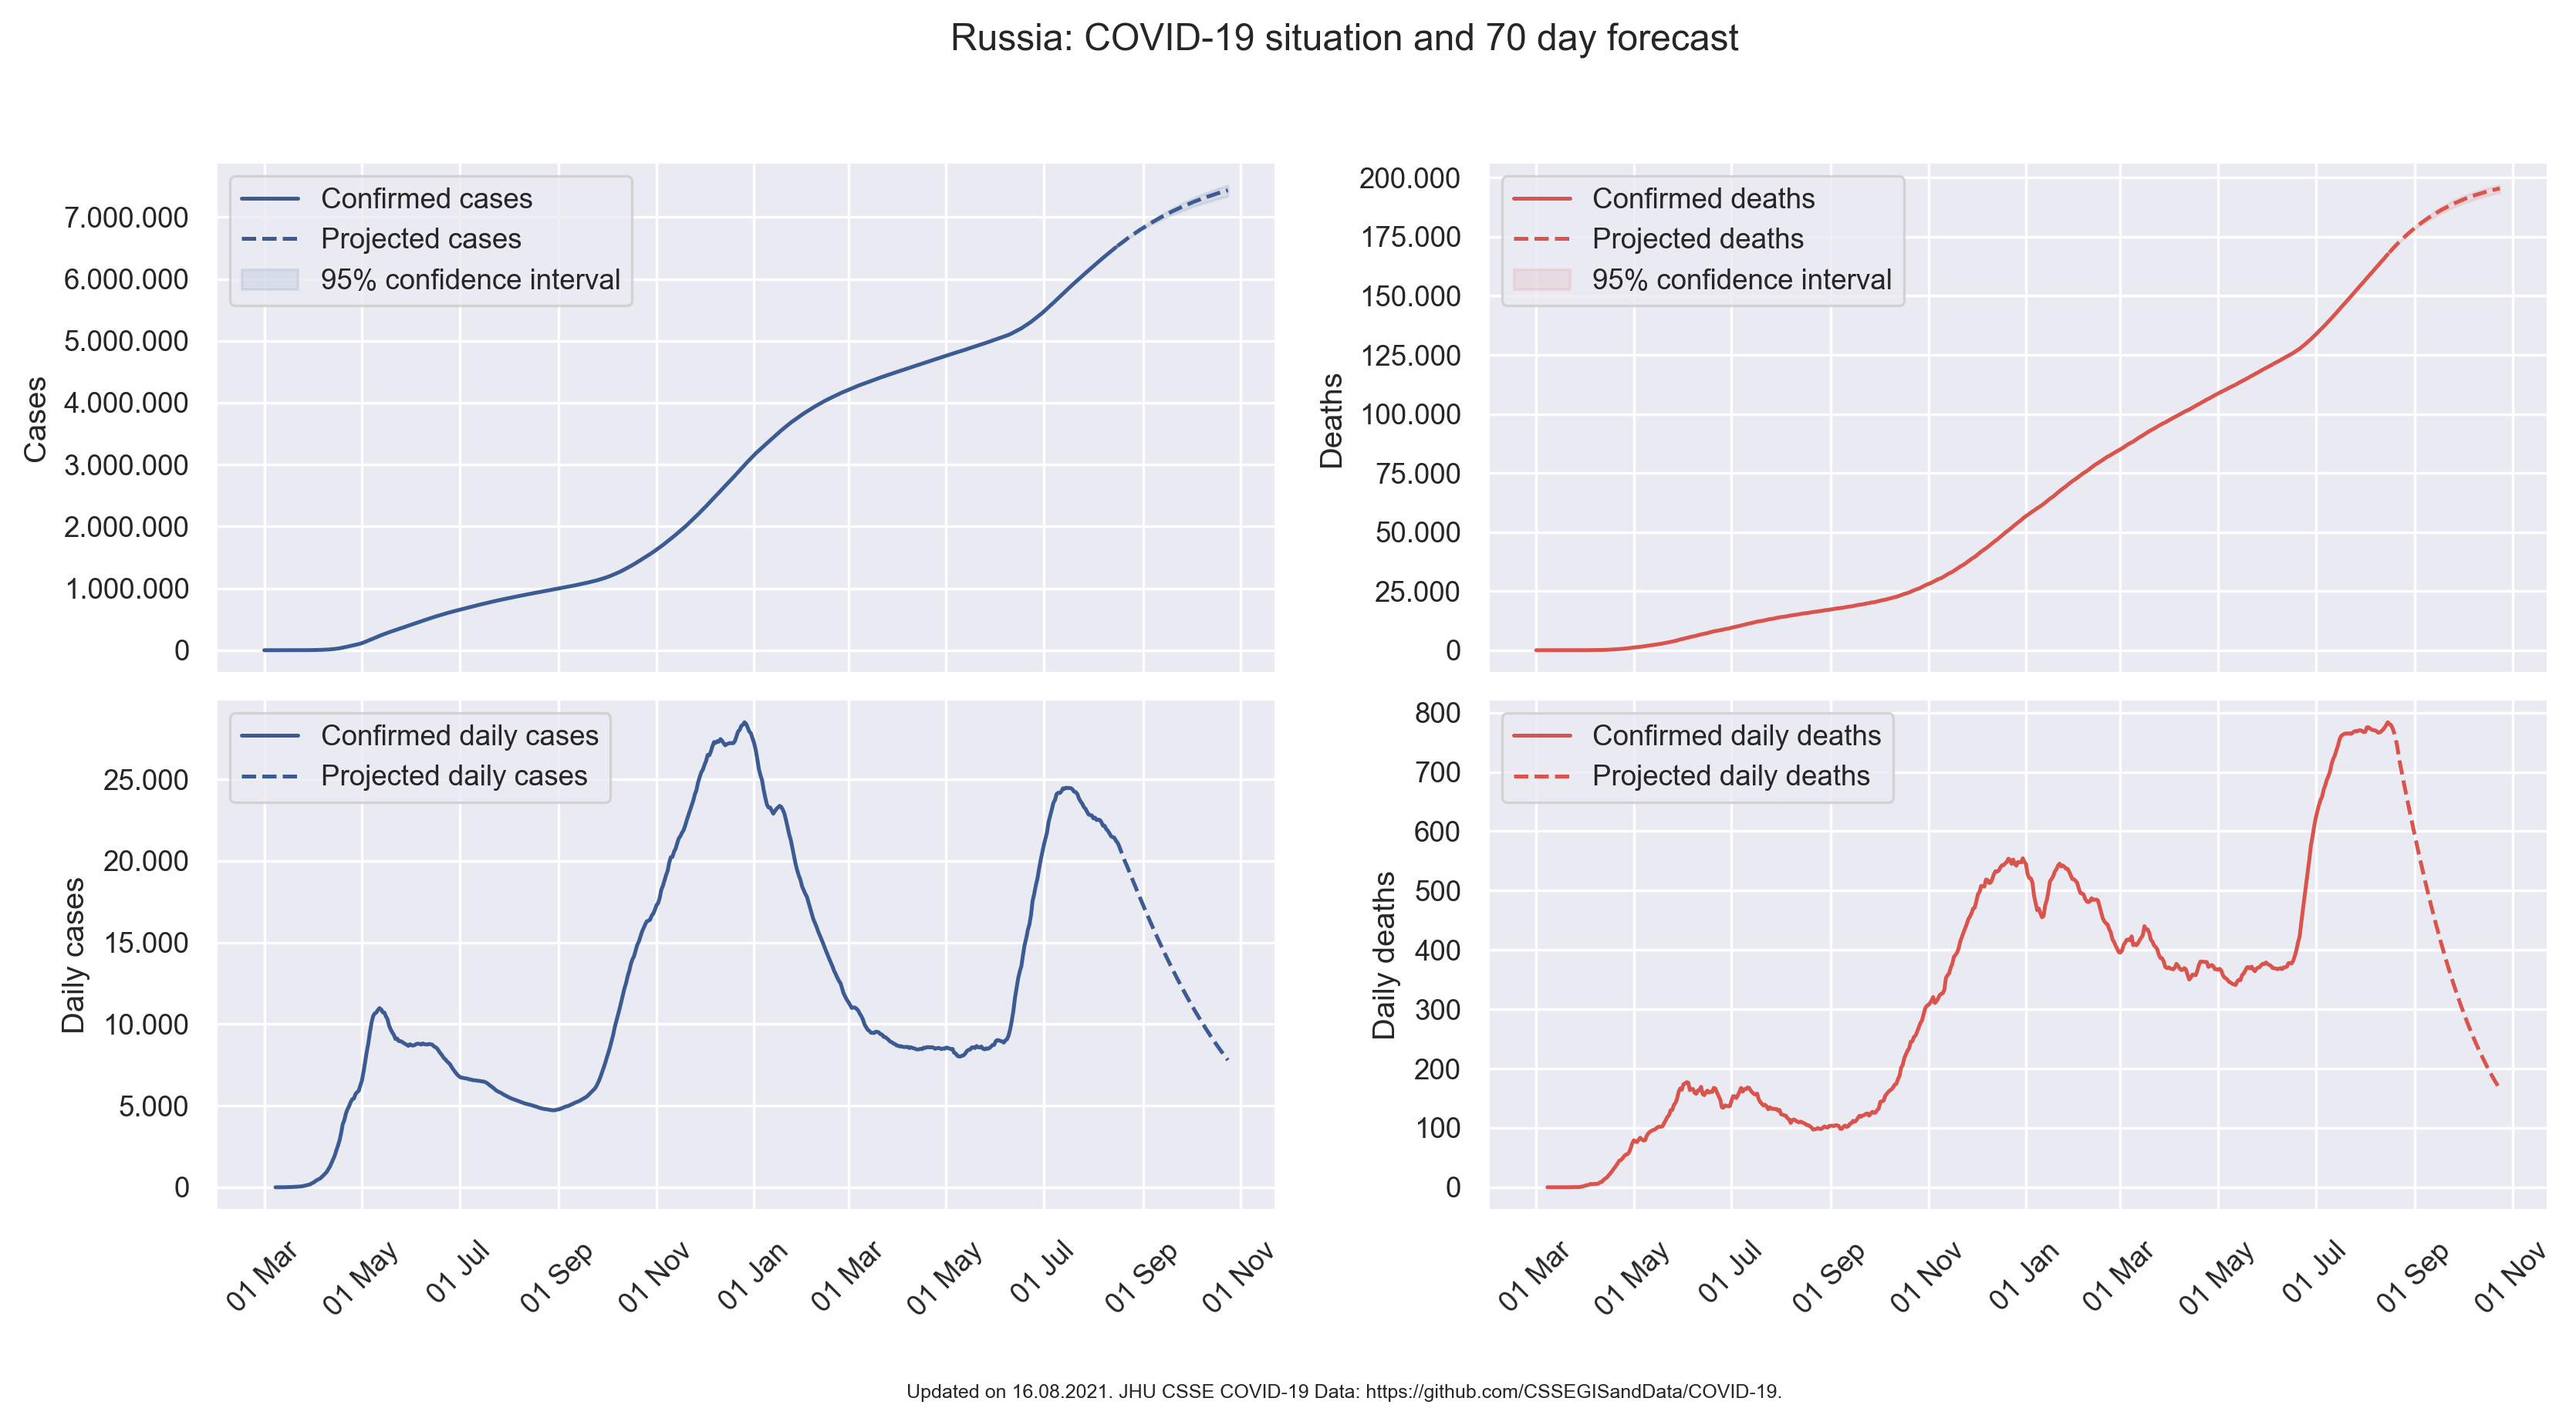 Russia: COVID-19 situation and 70 day forecast
Confirmed cases
Projected cases
95% confidence interval
Cases
7.000.000
6.000.000
5.000.000
4.000.000
3.000.000
2.000.000
1.000.000
0
Confirmed deaths
Projected deaths
95% confidence interval
Deaths
200.000
175.000
150.000
125.000
100.000
75.000
50.000
25.000
0
Confirmed daily cases
Projected daily cases
Daily cases
25.000
20.000
15.000
10.000
5.000
0
01 Mar
01 May
01 Jul
01 Sep
01 Nov
01 Jan
01 Mar
01 May
01 Jul
01 Sep
01 Nov
Confirmed daily deaths
Projected daily deaths
Daily deaths
800
700
600
500
400
300
200
100
0
01 Mar
01 May
01 Jul
01 Sep
01 Nov
01 Jan
01 Mar
01 May
01 Jul
01 Sep
01 Nov
Updated on 16.08.2021. JHU CSSE COVID-19 Data: https://github.com/CSSEGISandData/COVID-19.